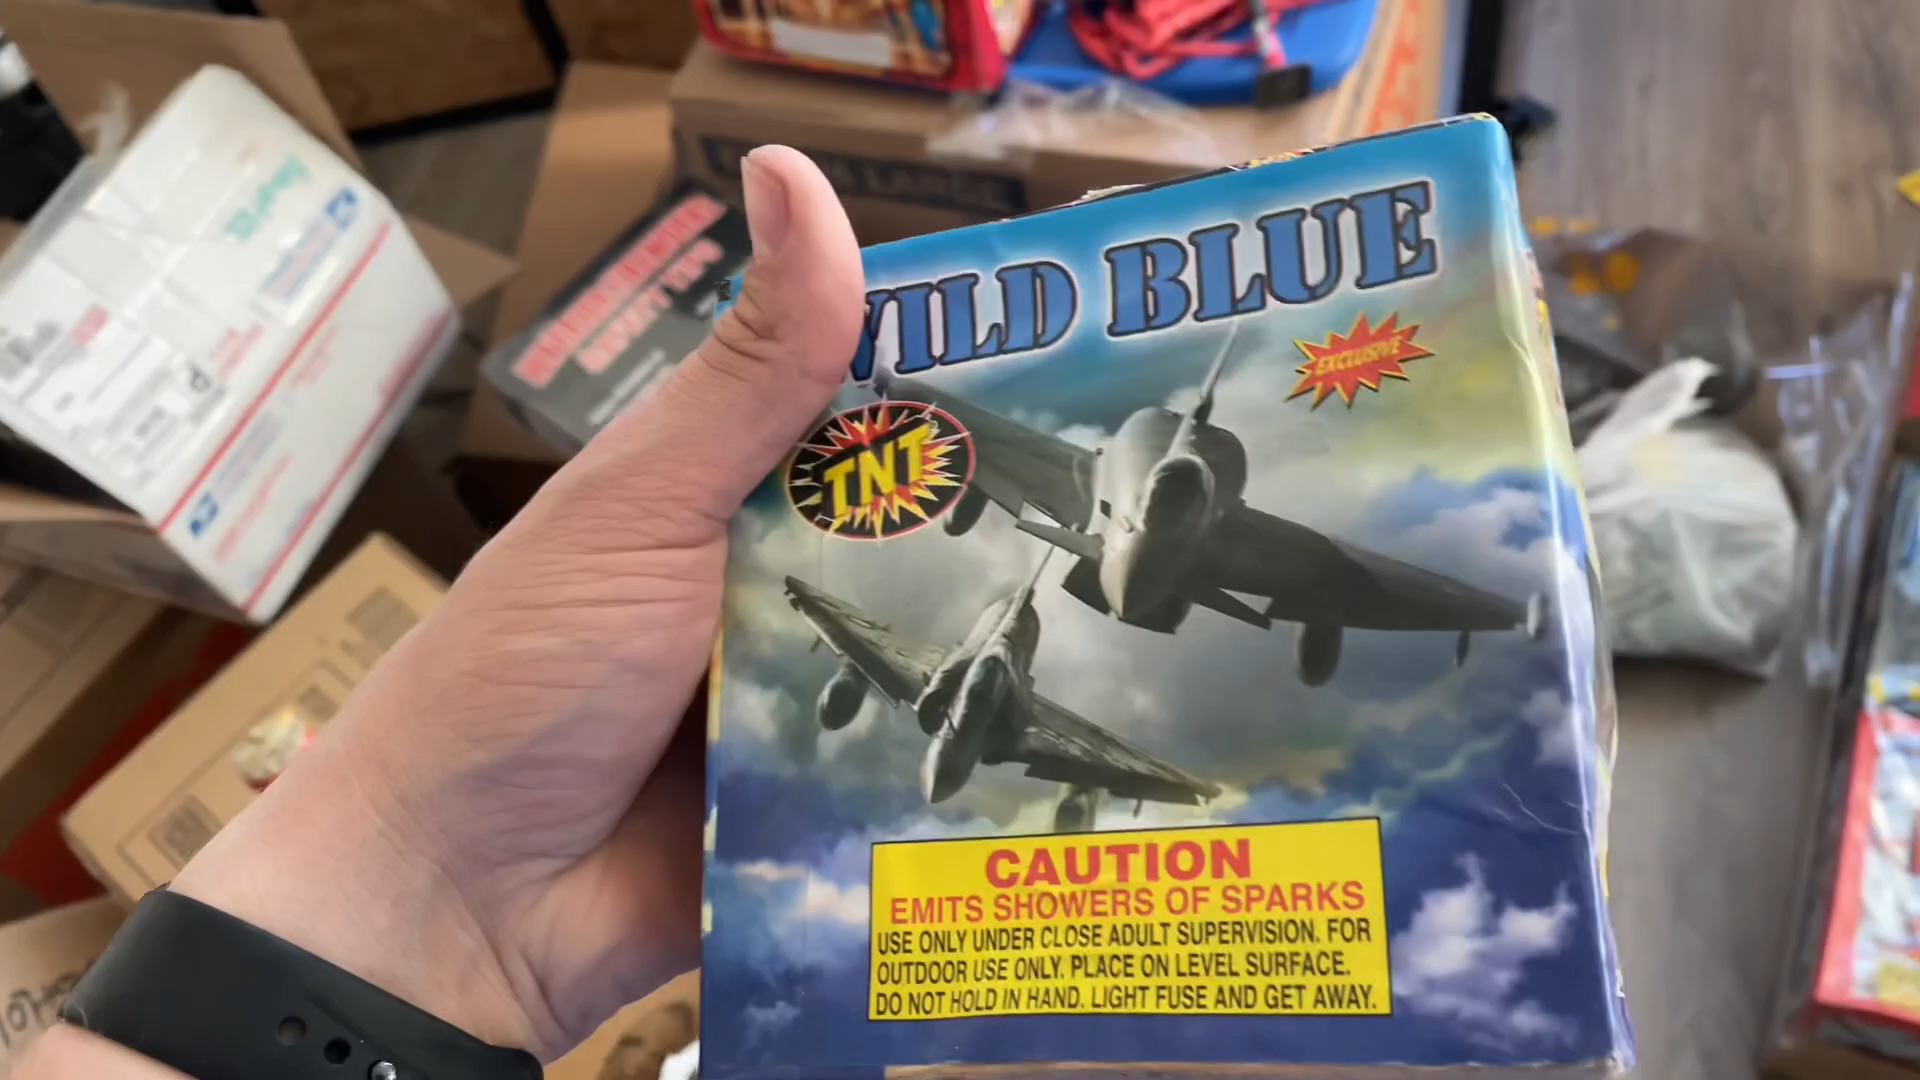 WILD BLUE
EXCLUSIVE
TNT
CAUTION
EMITS SHOWERS OF SPARKS
USE ONLY UNDER CLOSE ADULT SUPERVISION. FOR
OUTDOOR USE ONLY. PLACE ON LEVEL SURFACE.
DO NOT HOLD IN HAND. LIGHT FUSE AND GET AWAY.
LARGE